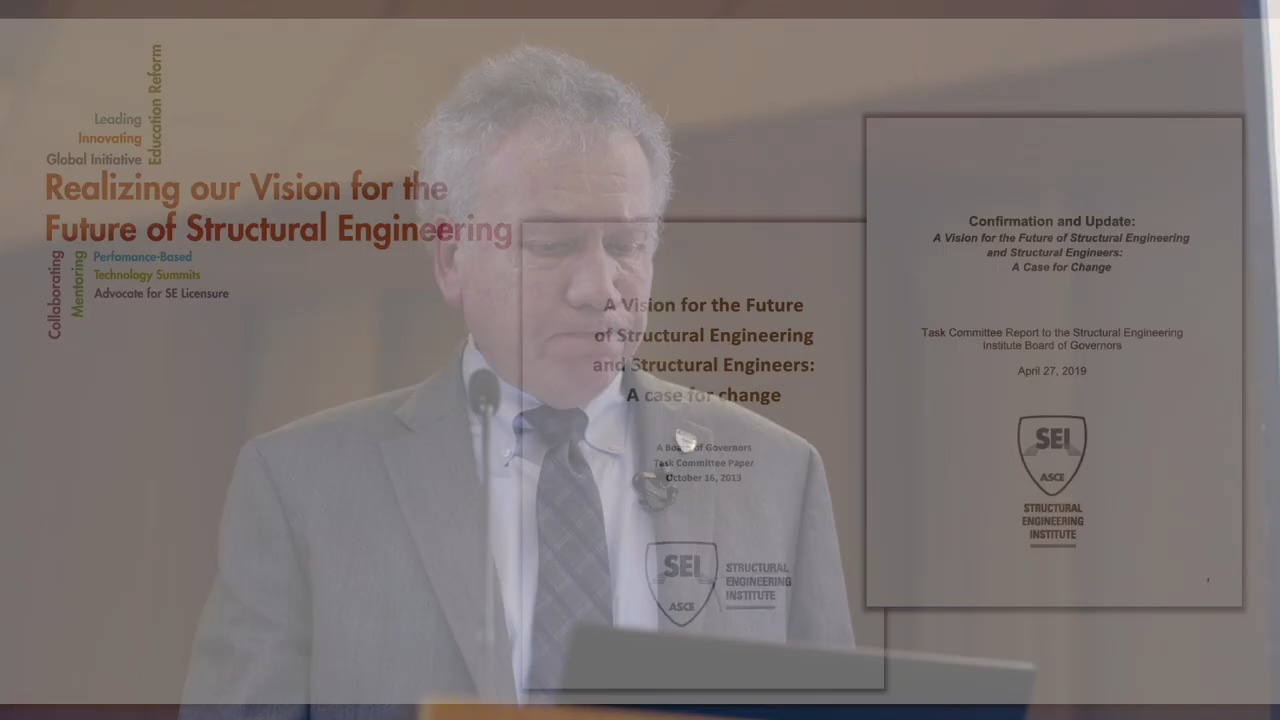 Education Reform
Leading
Innovating
Global Initiative
Realizing our Vision for the
Future of Structural Engineering
Collaborating
Mentoring
Perfomance-Based
Technology Summits
Advocate for SE Licensure
A Vision for the Future
of Structural Engineering
and Structural Engineers:
A case for change
A Board of Governors
Task Committee Paper
October 16, 2013
SEI
ASCE
STRUCTURAL
ENGINEERING
INSTITUTE
Confirmation and Update:
A Vision for the Future of Structural Engineering
and Structural Engineers:
A Case for Change
Task Committee Report to the Structural Engineering
Institute Board of Governors
April 27, 2019
SEI
ASCE
STRUCTURAL
ENGINEERING
INSTITUTE